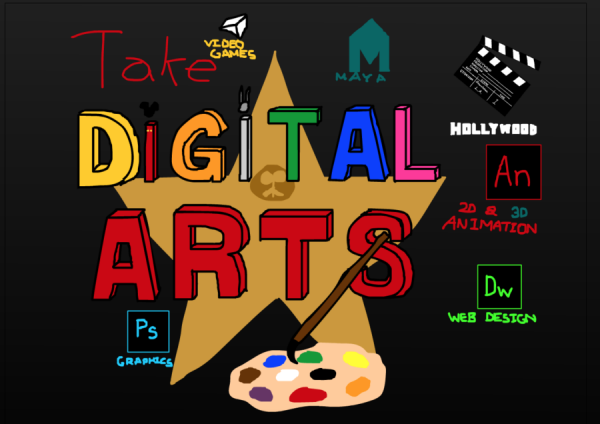 Take
VIDEO
GAMES
MAYA
DiGiTAL
HOLLYWOOD
An
2D & 3D
ANIMATION
ARTS
Dw
WEB DESIGN
Ps
GRAPHICS